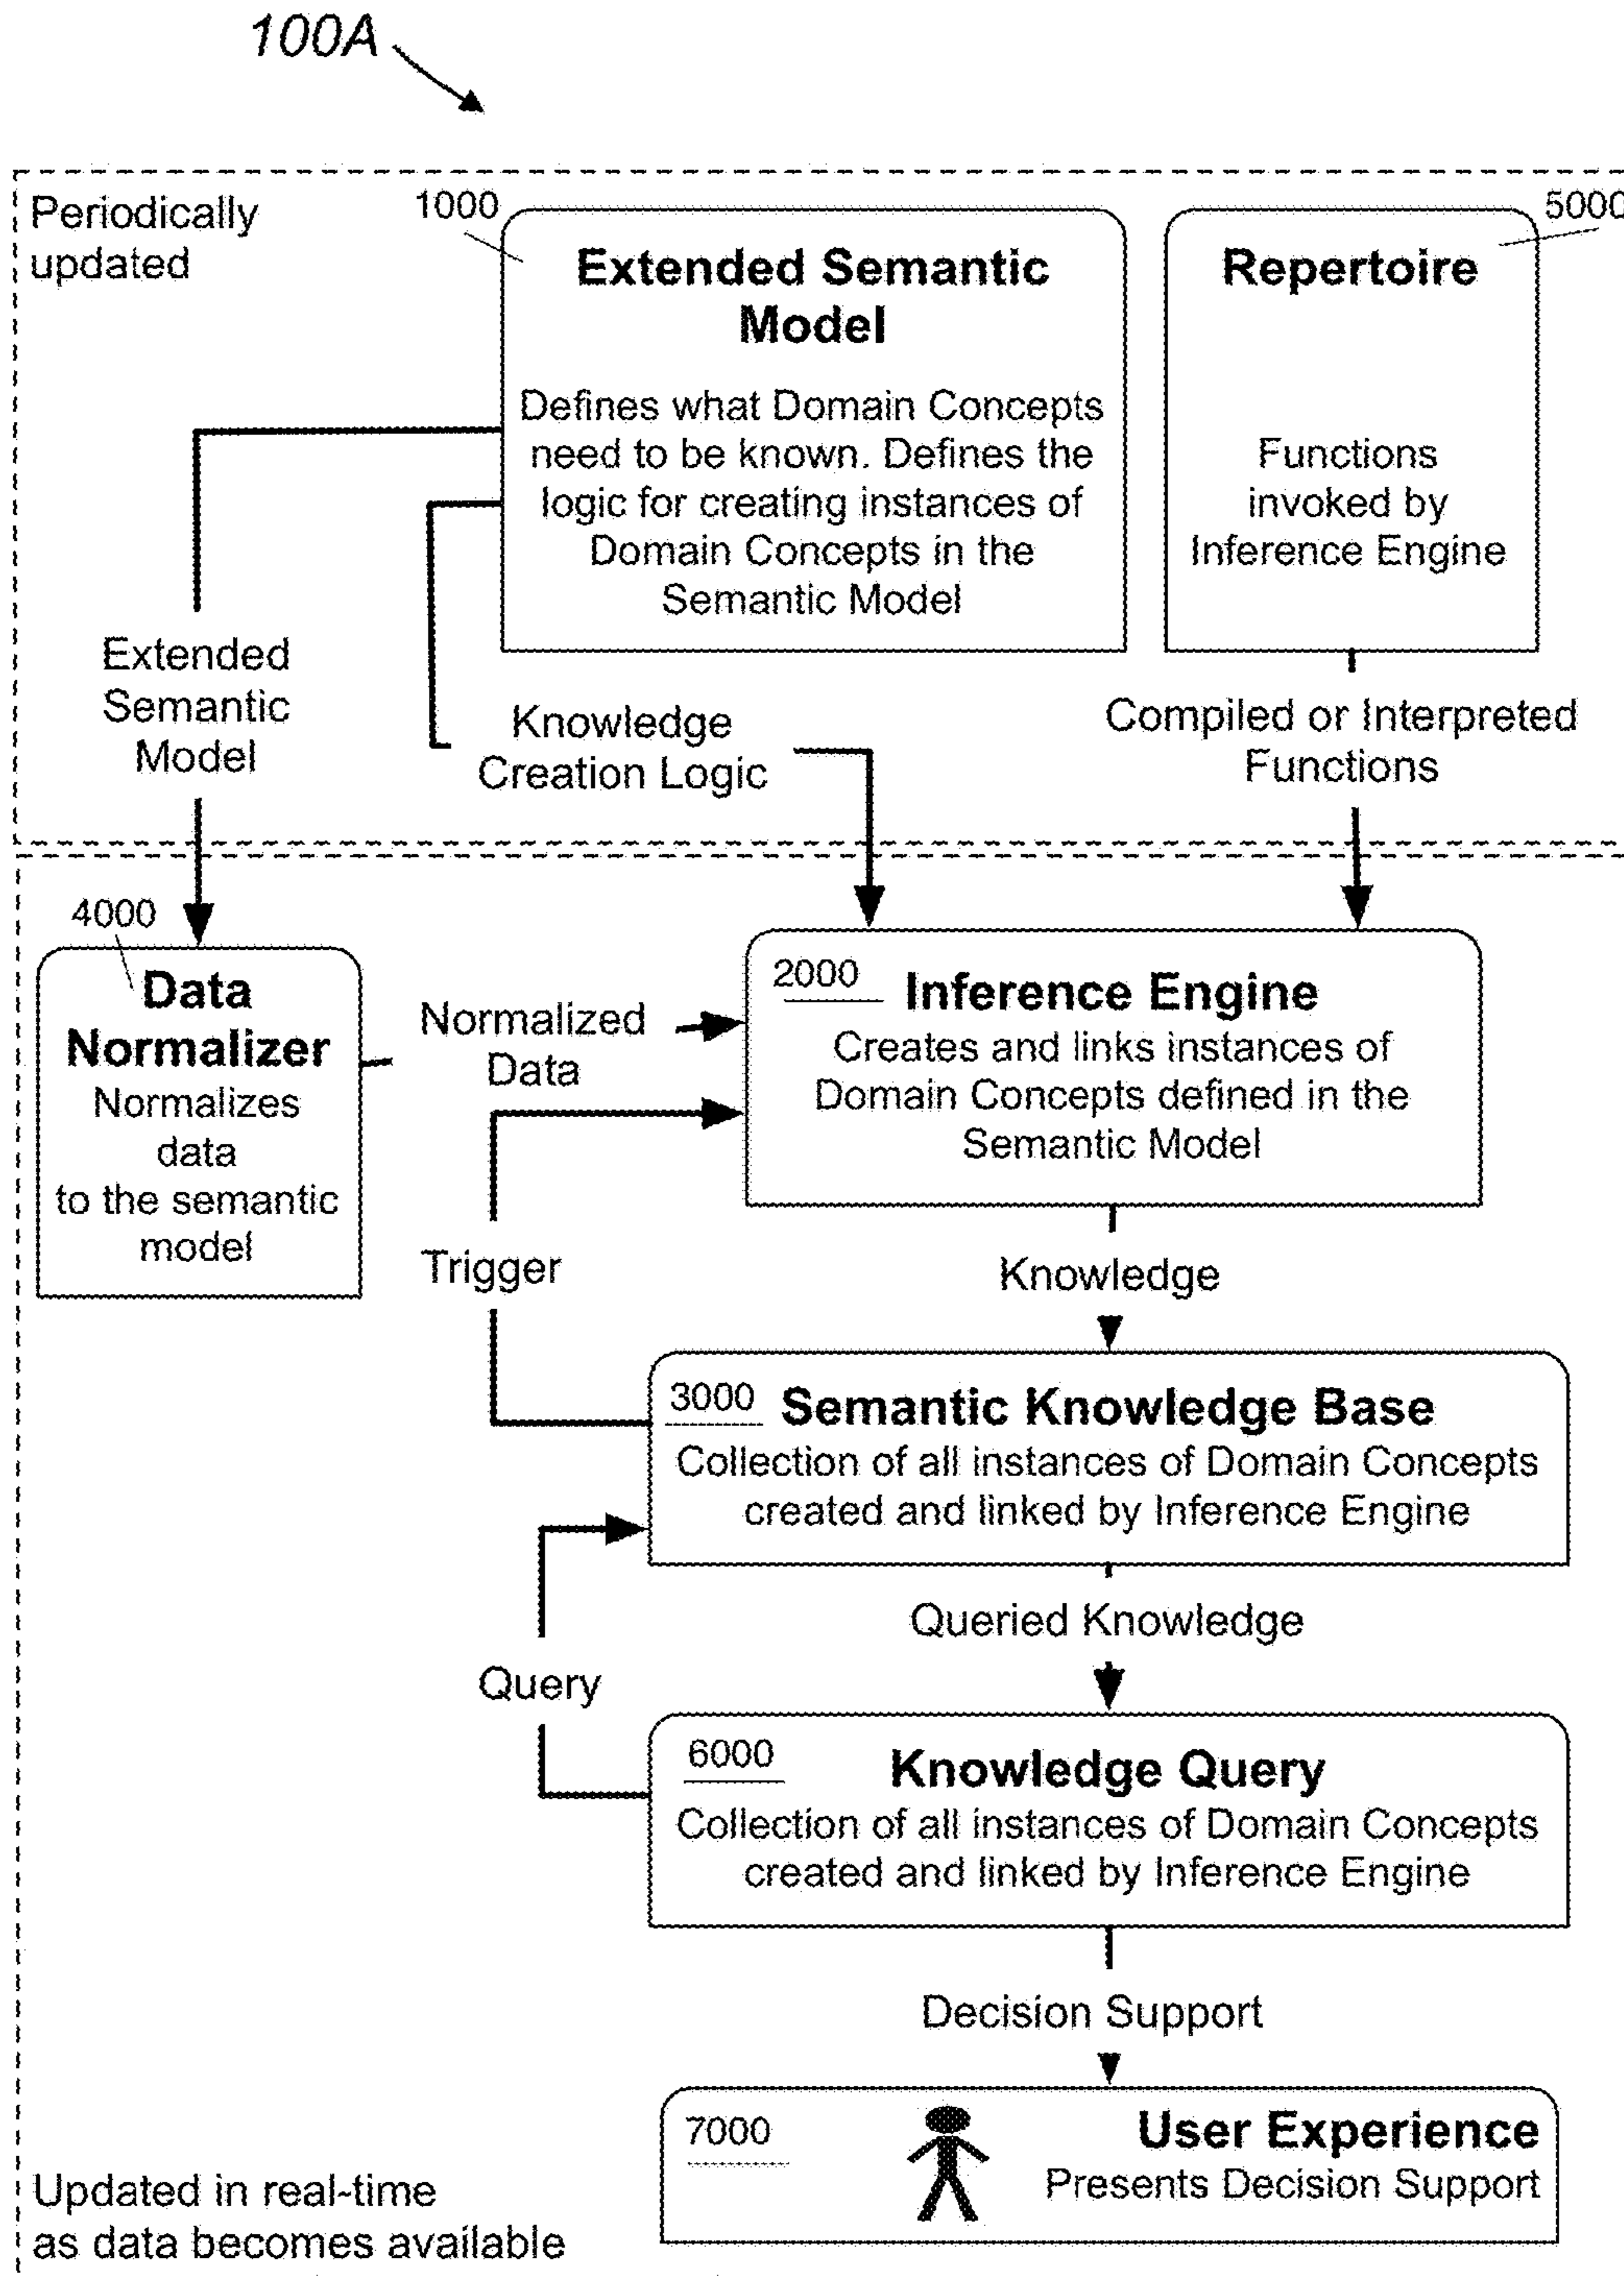 100A
Periodically
updated
1000
Extended Semantic
Model
Defines what Domain Concepts
need to be known. Defines the
logic for creating instances of
Domain Concepts in the
Semantic Model
5000
Repertoire
Functions
invoked by
Inference Engine
Extended
Semantic
Model
Knowledge
Creation Logic
Compiled or Interpreted
Functions
4000
Data
Normalizer
Normalizes
data
to the semantic
model
Normalized
Data
2000 Inference Engine
Creates and links instances of
Domain Concepts defined in the
Semantic Model
Trigger
Knowledge
3000 Semantic Knowledge Base
Collection of all instances of Domain Concepts
created and linked by Inference Engine
Queried Knowledge
Query
6000 Knowledge Query
Collection of all instances of Domain Concepts
created and linked by Inference Engine
Decision Support
7000 User Experience
Presents Decision Support
Updated in real-time
as data becomes available